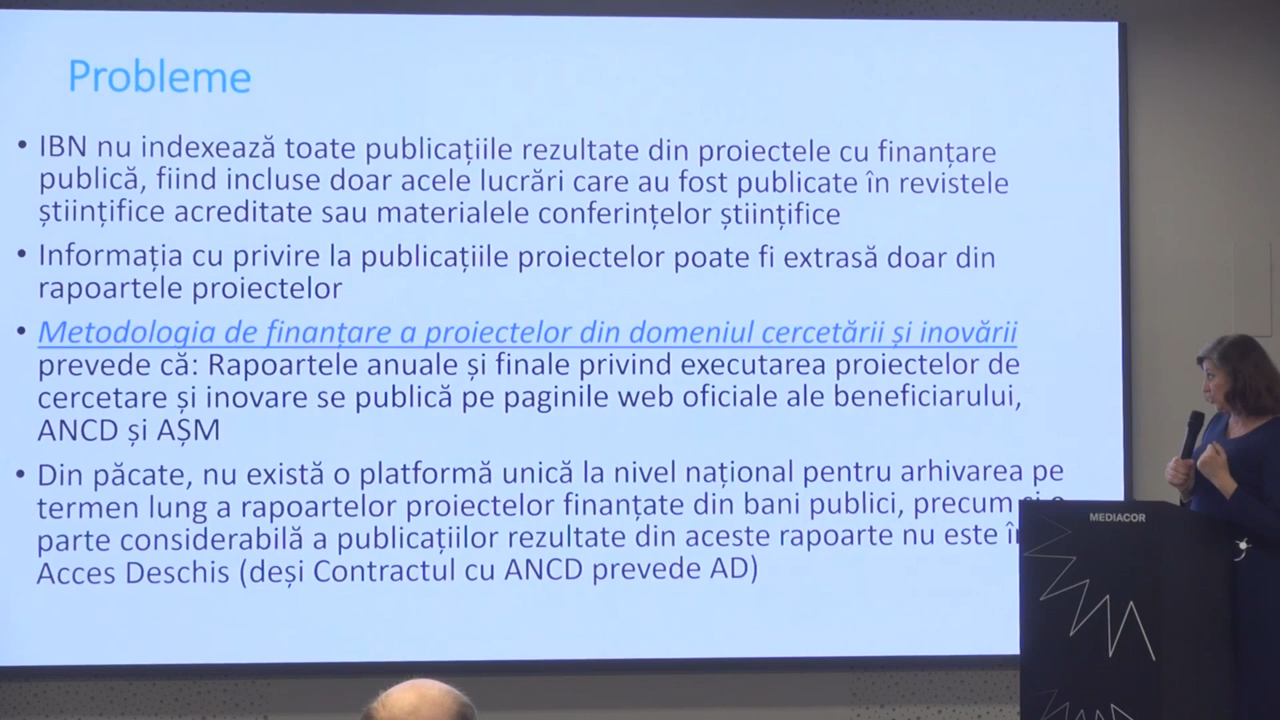 Probleme
• IBN nu indexează toate publicațiile rezultate din proiectele cu finanțare
publică, fiind incluse doar acele lucrări care au fost publicate în revistele
științifice acreditate sau materialele conferințelor științifice
• Informația cu privire la publicațiile proiectelor poate fi extrasă doar din
rapoartele proiectelor
• Metodologia de finanțare a proiectelor din domeniul cercetării și inovării
prevede că: Rapoartele anuale și finale privind executarea proiectelor de
cercetare și inovare se publică pe paginile web oficiale ale beneficiarului,
ANCD și AȘM
• Din păcate, nu există o platformă unică la nivel național pentru arhivarea pe
termen lung a rapoartelor proiectelor finanțate din bani publici, precum
parte considerabilă a publicațiilor rezultate din aceste rapoarte nu este
Acces Deschis (deși Contractul cu ANCD prevede AD)
MEDIACOR